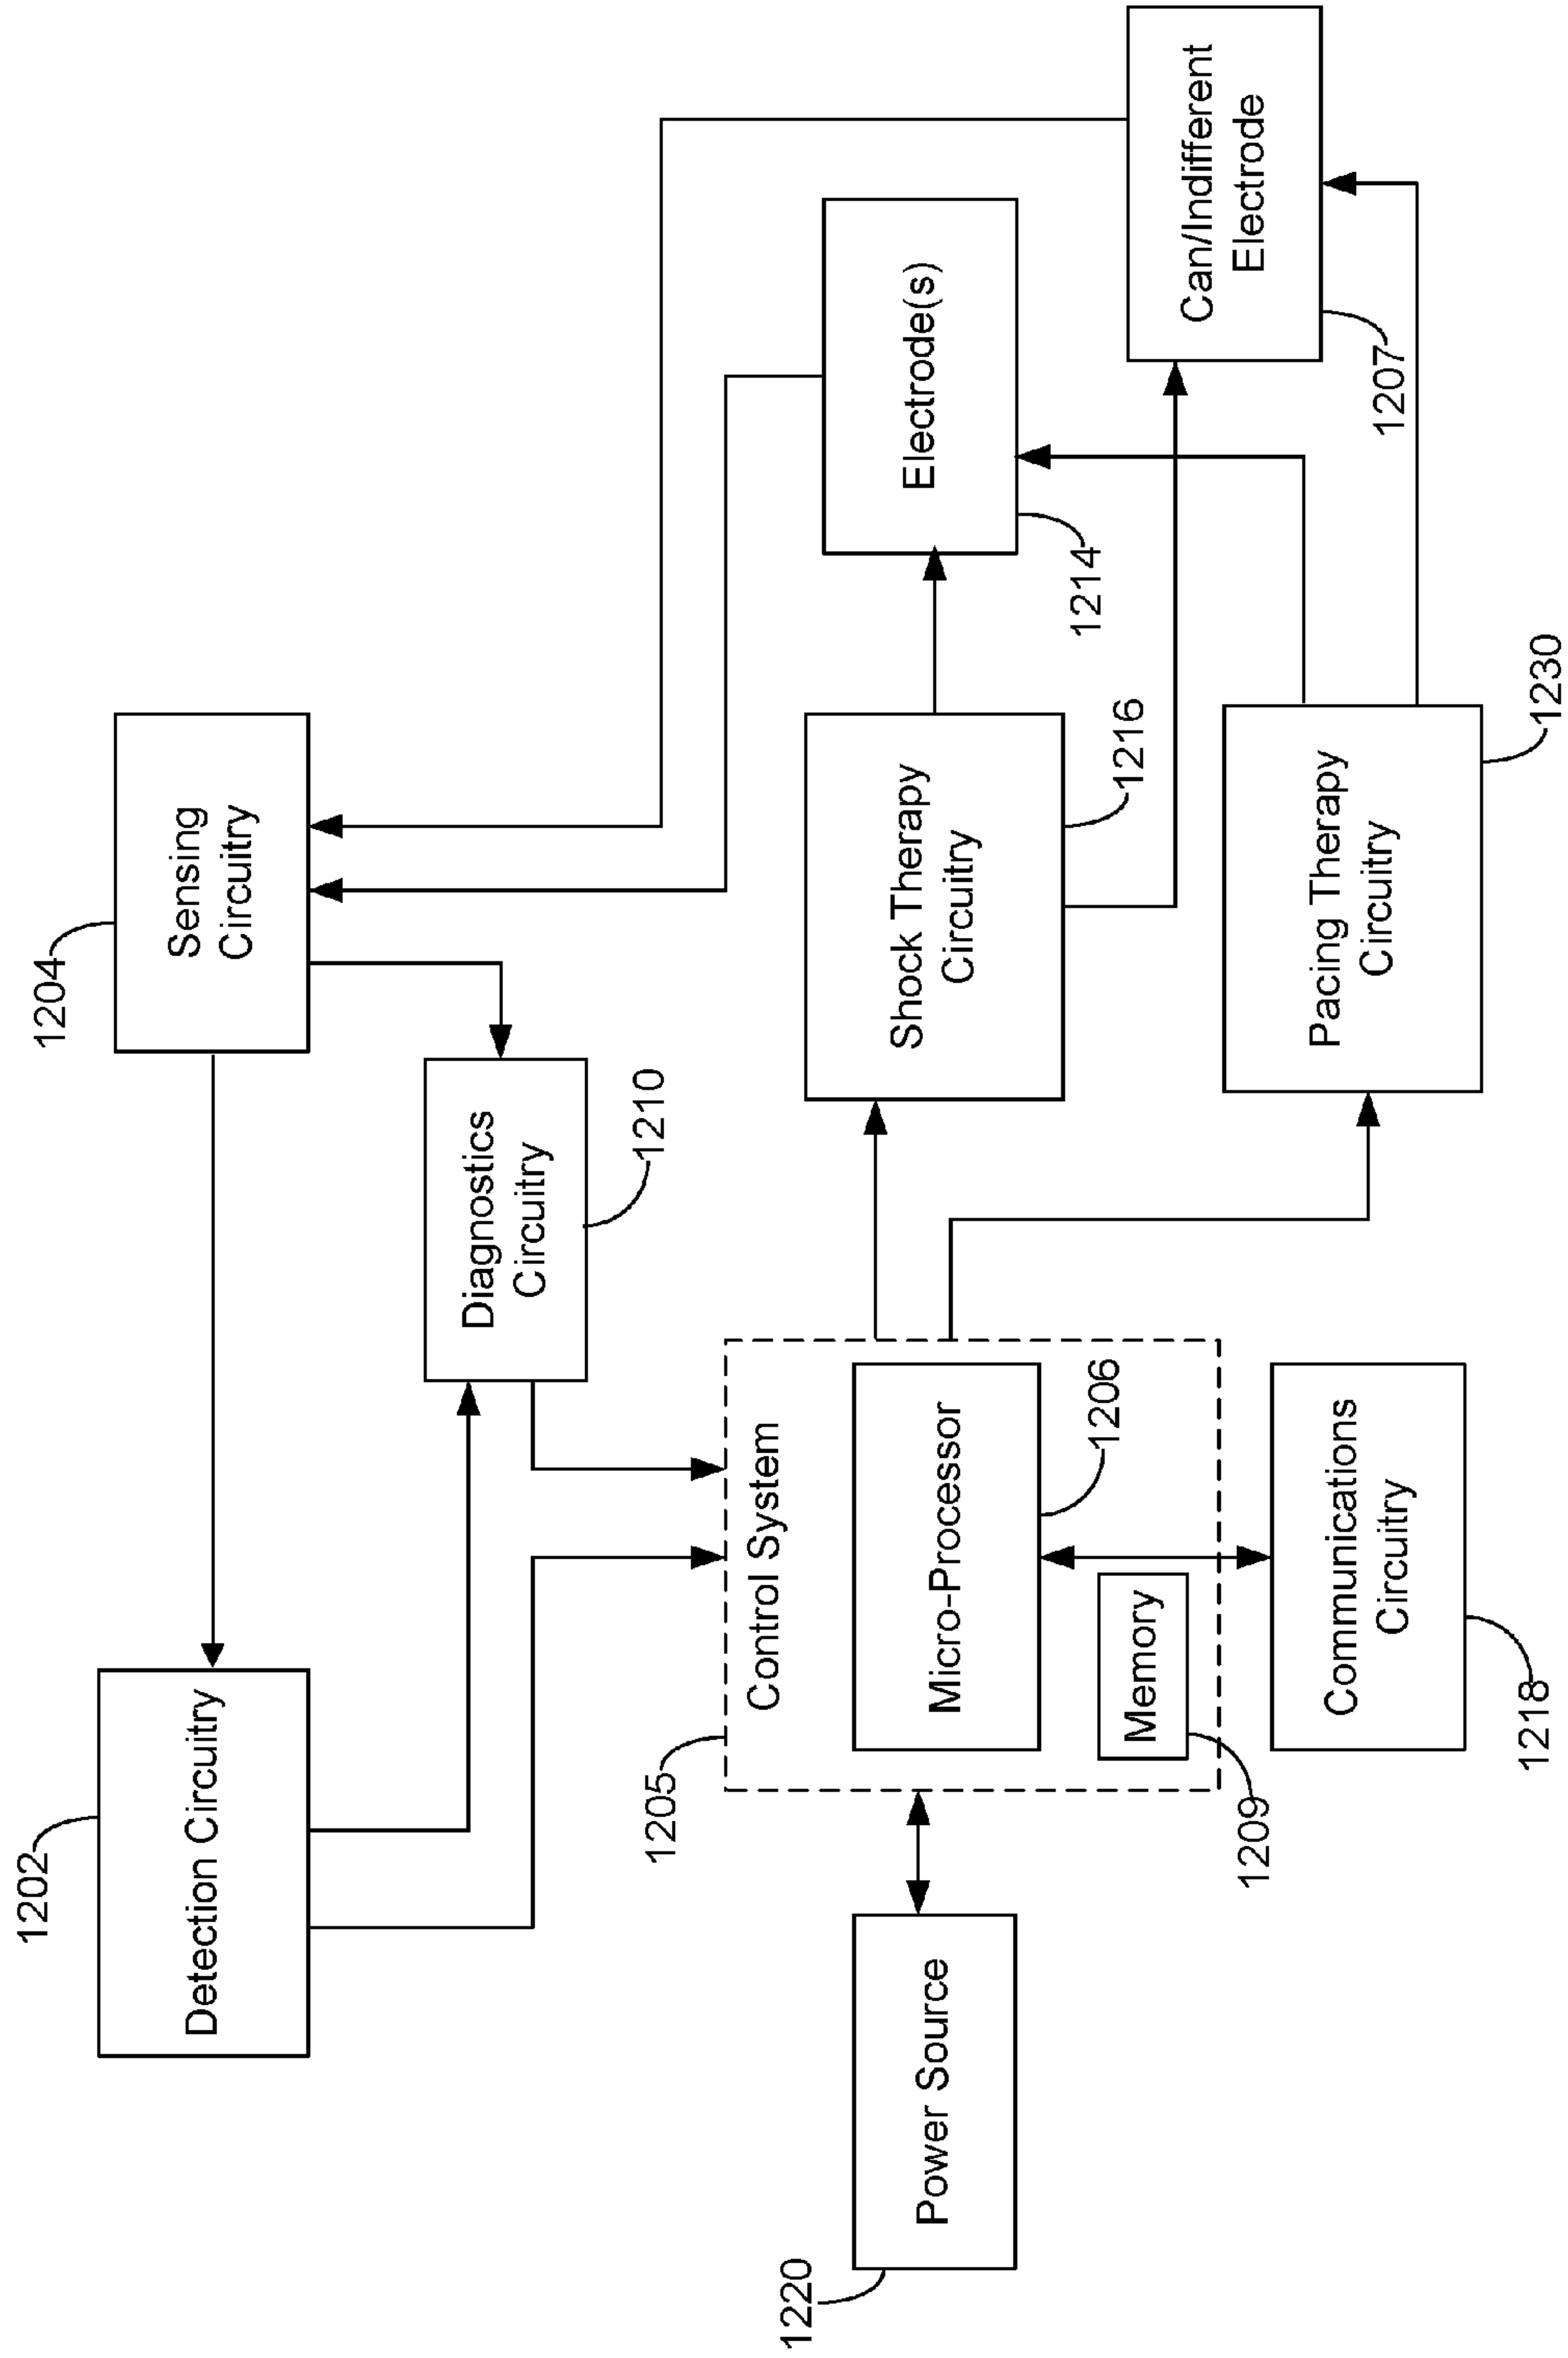 1202
Detection Circuitry
1204
Sensing
Circuitry
Diagnostics
Circuitry
1210
1205
Control System
Micro-Processor
1206
Memory
1209
1220
Power Source
Communications
Circuitry
1218
Shock Therapy
Circuitry
1216
Pacing Therapy
Circuitry
1230
Electrode(s)
1214
Can/Indifferent
Electrode
1207